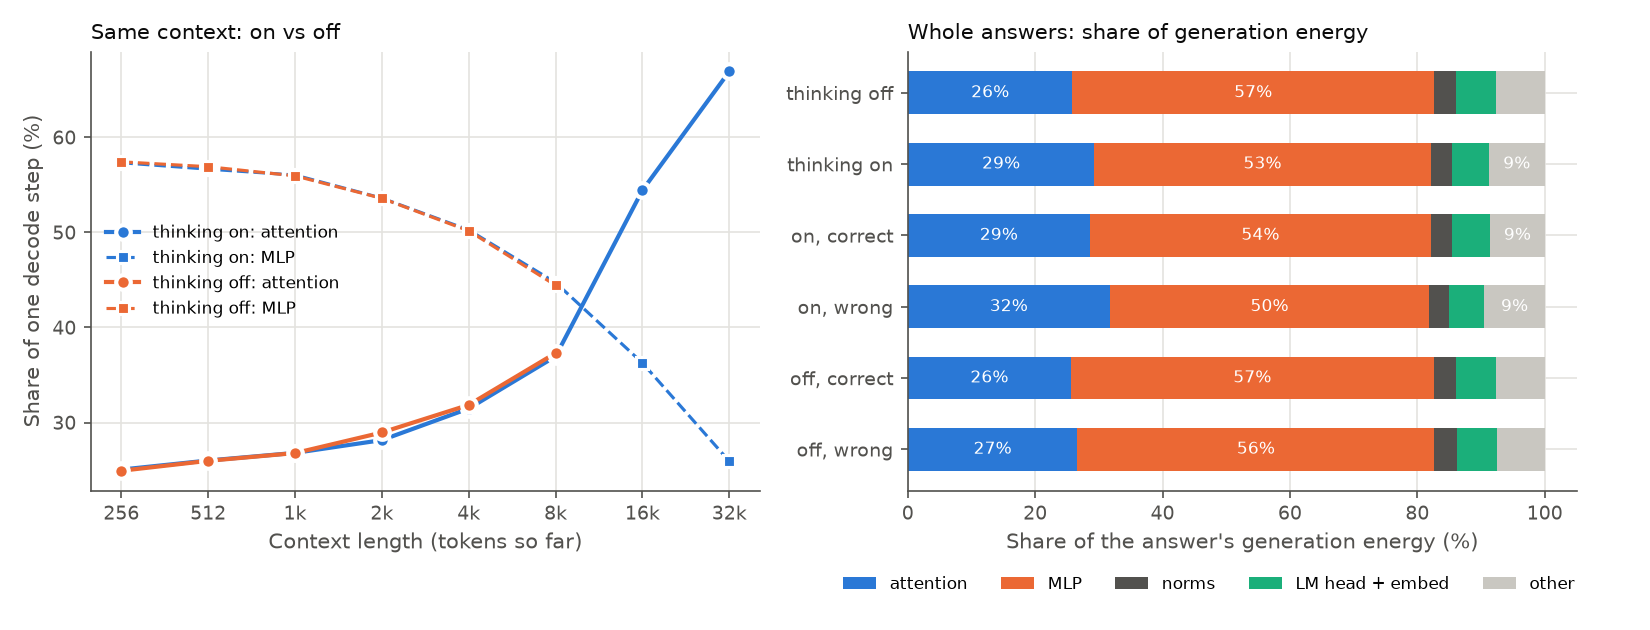 Same context: on vs off
Share of one decode step (%)
60
50
40
30
thinking on: attention
thinking on: MLP
thinking off: attention
thinking off: MLP
256 512 1k 2k 4k 8k 16k 32k
Context length (tokens so far)
Whole answers: share of generation energy
thinking off 26% 57%
thinking on 29% 53% 9%
on, correct 29% 54% 9%
on, wrong 32% 50% 9%
off, correct 26% 57%
off, wrong 27% 56%
0 20 40 60 80 100
Share of the answer's generation energy (%)
attention MLP norms LM head + embed other